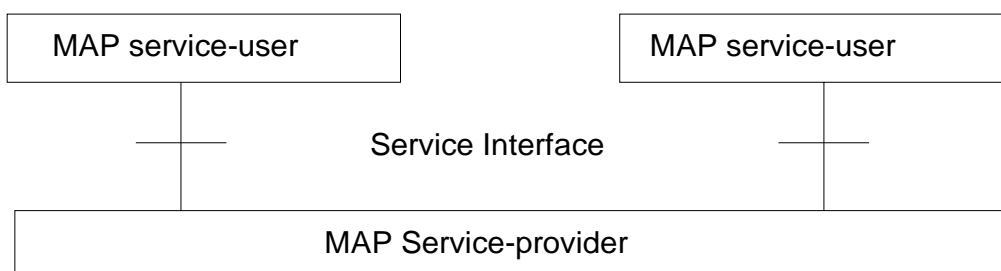 MAP service-user
MAP service-user
Service Interface
MAP Service-provider